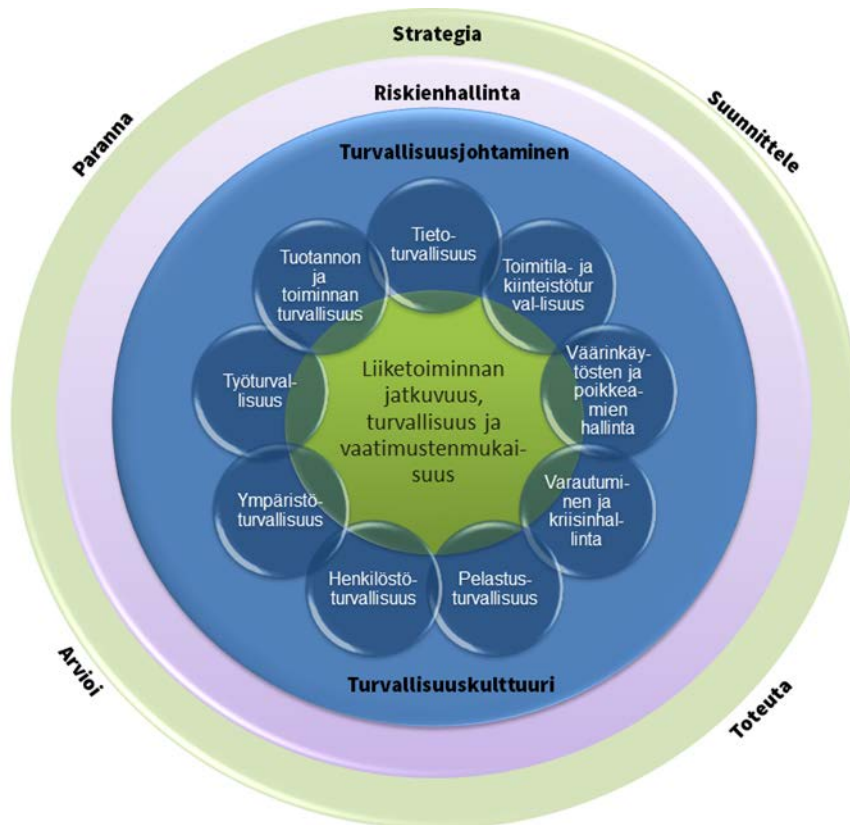 Strategia
Riskienhallinta
Turvallisuusjohtaminen
Paranna
Suunnittele
Tieto-
turvallisuus
Toimitila- ja
kiinteistötur
val-lisuus
Väärinkäy-
tösten ja
poikkea-
mien
hallinta
Varautumi-
nen ja
kriisinhal-
linta
Pelastus-
turvallisuus
Henkilöstö-
turvallisuus
Ympäristö-
turvallisuus
Työturval-
lisuus
Tuotannon
ja
toiminnan
turvallisuus
Liiketoiminnan
jatkuvuus,
turvallisuus ja
vaatimustenmukai-
suus
Turvallisuuskulttuuri
Arvioi
Toteuta